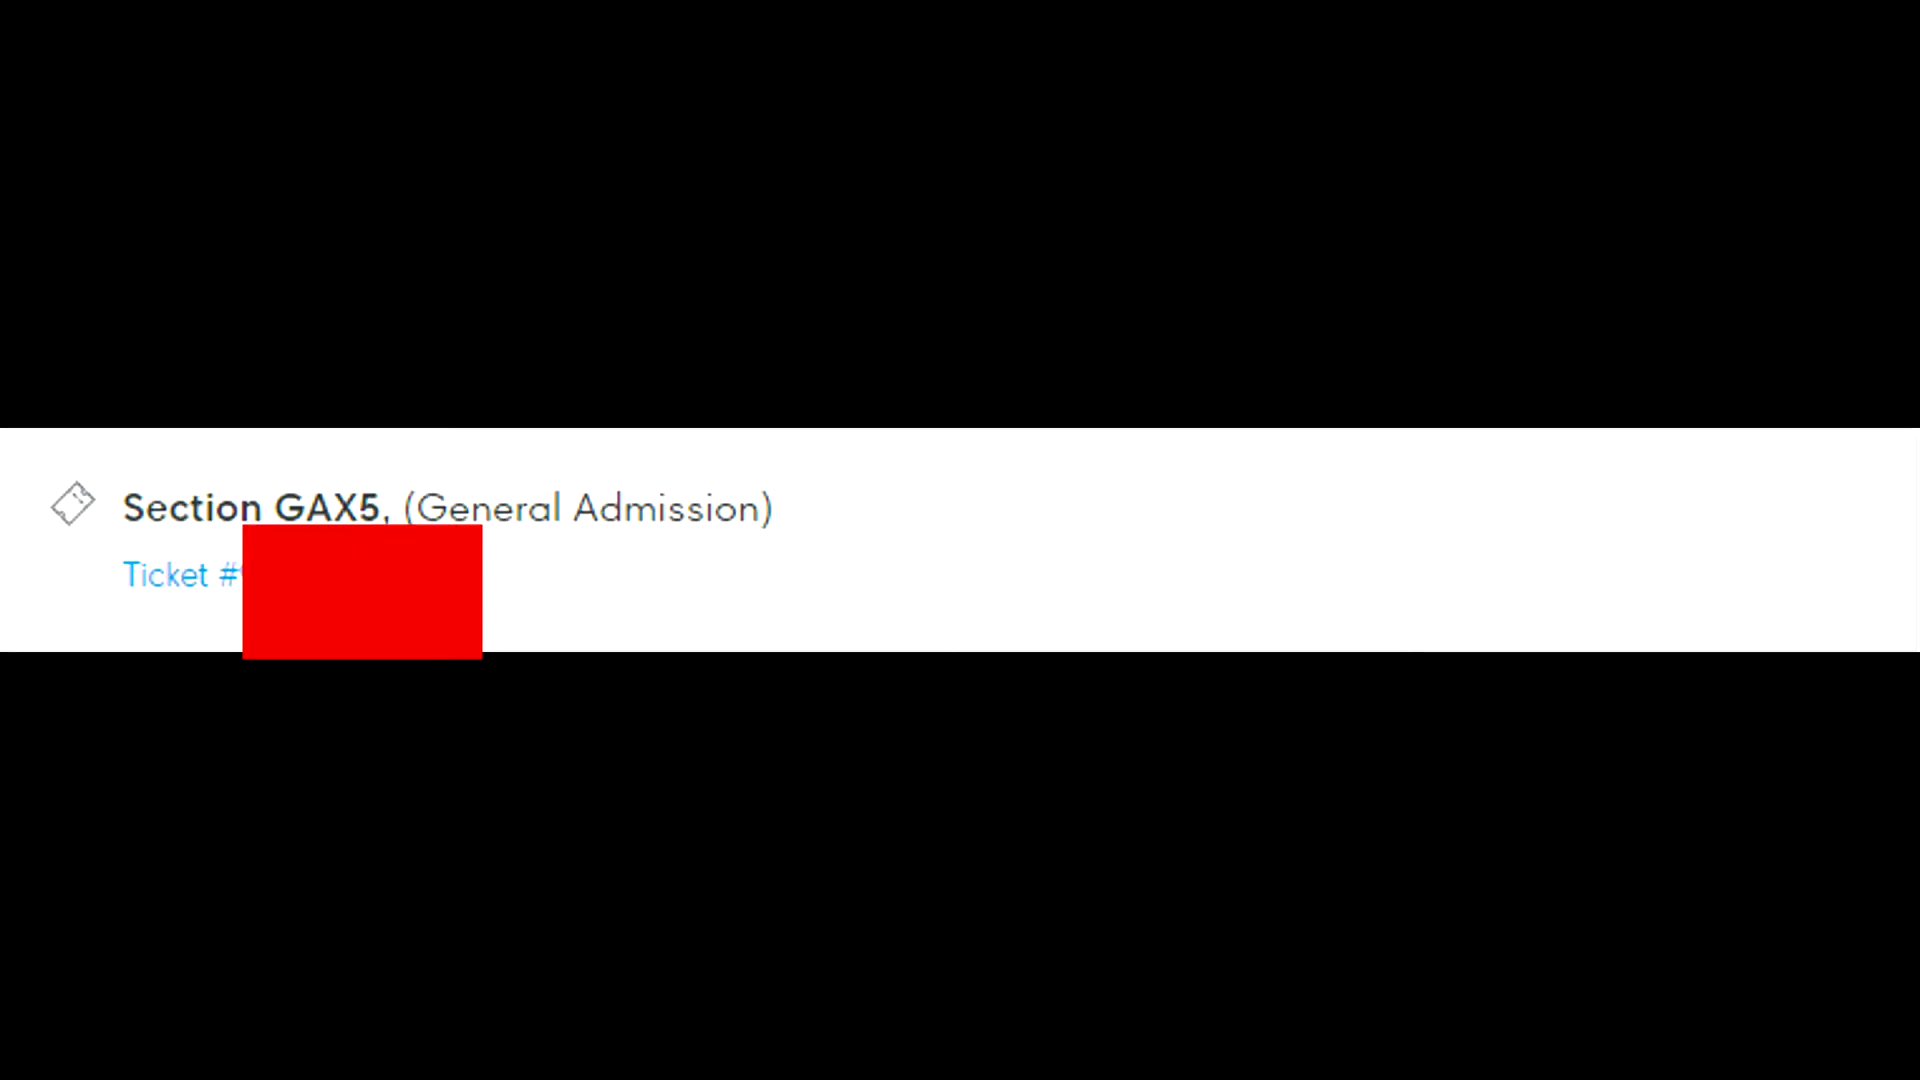 Section GAX5, (General Admission)
Ticket #